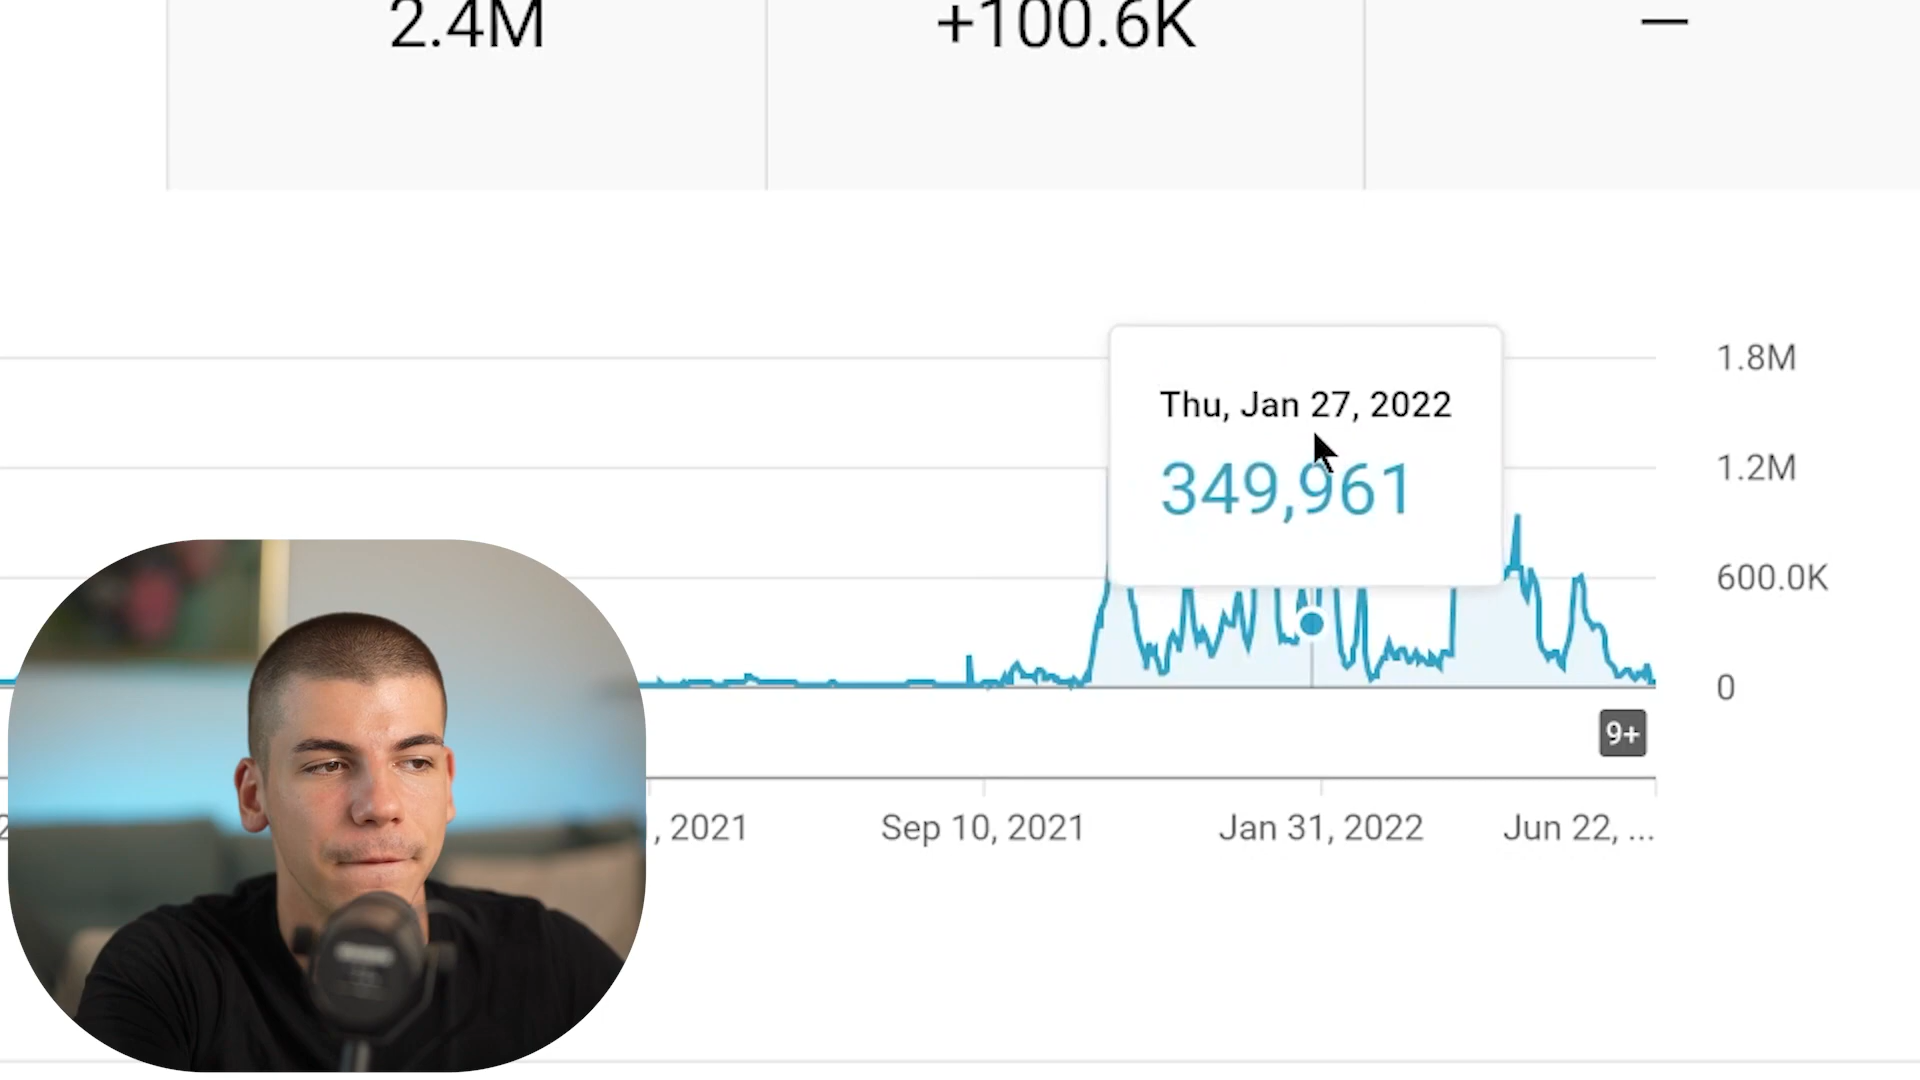 2.4M
+100.6K
—
1.8M
Thu, Jan 27, 2022
1.2M
349,961
600.0K
0
9+
, 2021
Sep 10, 2021
Jan 31, 2022
Jun 22, ...